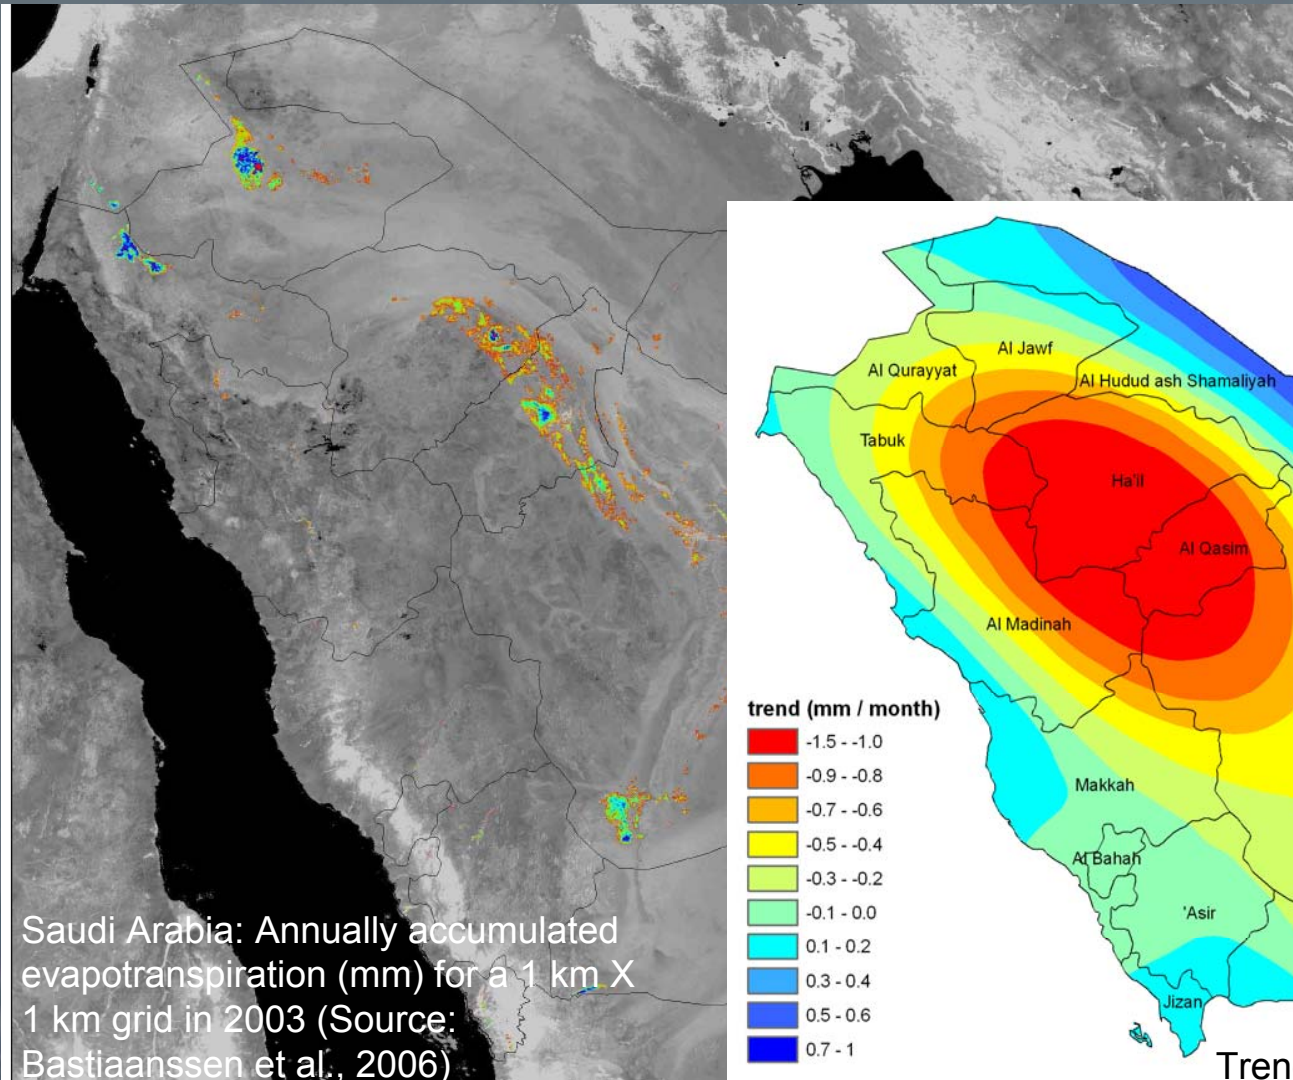 Al Jawf
Al Qurayyat
Al Hudud ash Shamaliyah
Tabuk
Ha'il
Al Qasim
Al Madinah
trend (mm / month)
-1.5 - -1.0
-0.9 - -0.8
-0.7 - -0.6
-0.5 - -0.4
-0.3 - -0.2
-0.1 - 0.0
0.1 - 0.2
0.3 - 0.4
0.5 - 0.6
0.7 - 1
Makkah
Al Bahah
'Asir
Jizan
Saudi Arabia: Annually accumulated
evapotranspiration (mm) for a 1 km X
1 km grid in 2003 (Source:
Bastiaanssen et al., 2006)
Tren